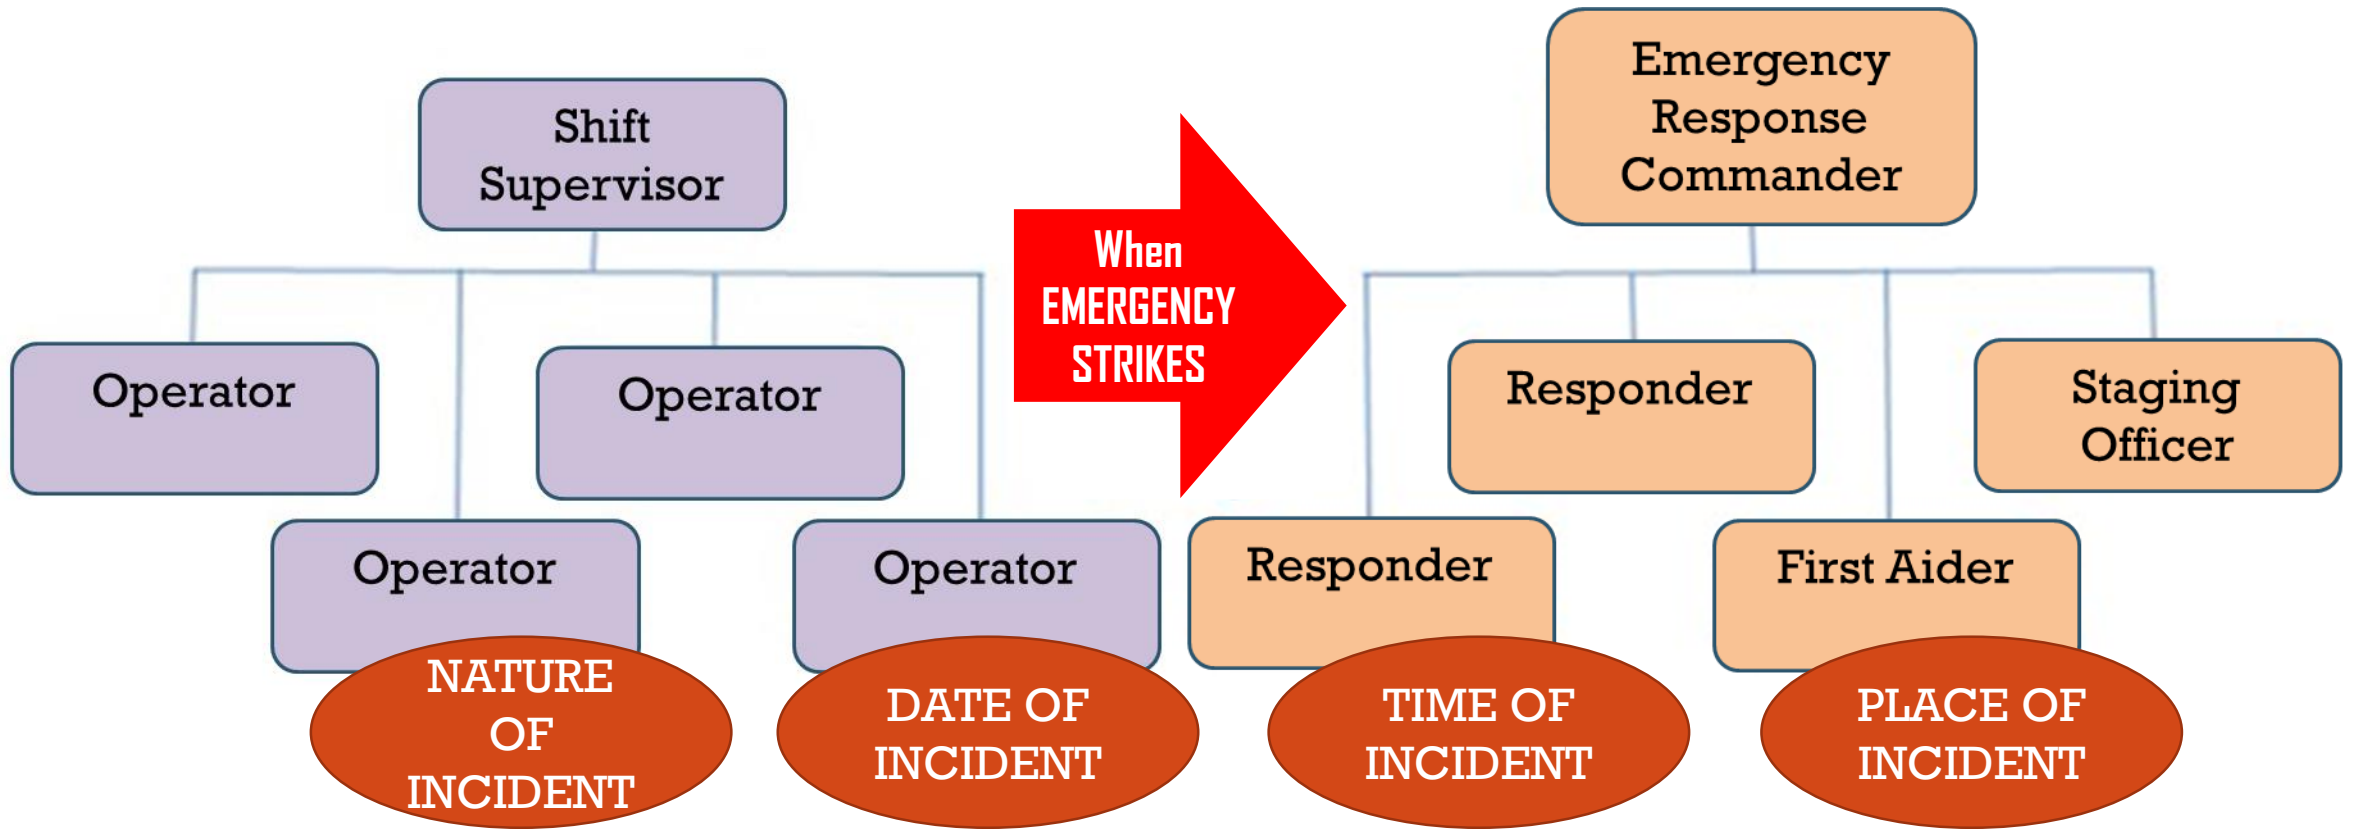 Shift
Supervisor
Operator
Operator
Operator
Operator
When
EMERGENCY
STRIKES
Emergency
Response
Commander
Responder
Staging
Officer
Responder
First Aider
NATURE
OF
INCIDENT
DATE OF
INCIDENT
TIME OF
INCIDENT
PLACE OF
INCIDENT